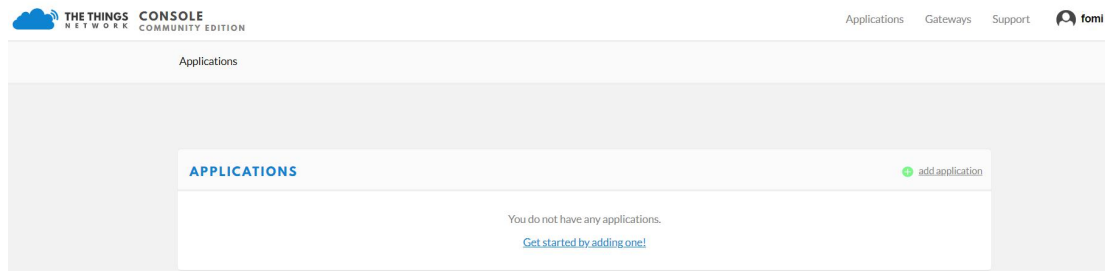 THE THINGS NETWORK CONSOLE COMMUNITY EDITION
Applications Gateways Support fomi
Applications
APPLICATIONS add application
You do not have any applications.
Get started by adding one!